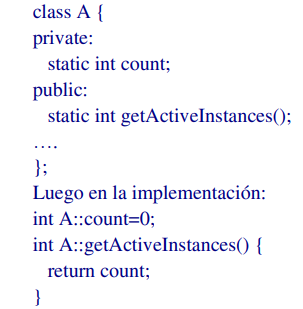 class A {
private:
static int count;
public:
static int getActiveInstances();
….
};
Luego en la implementación:
int A::count=0;
int A::getActiveInstances() {
return count;
}